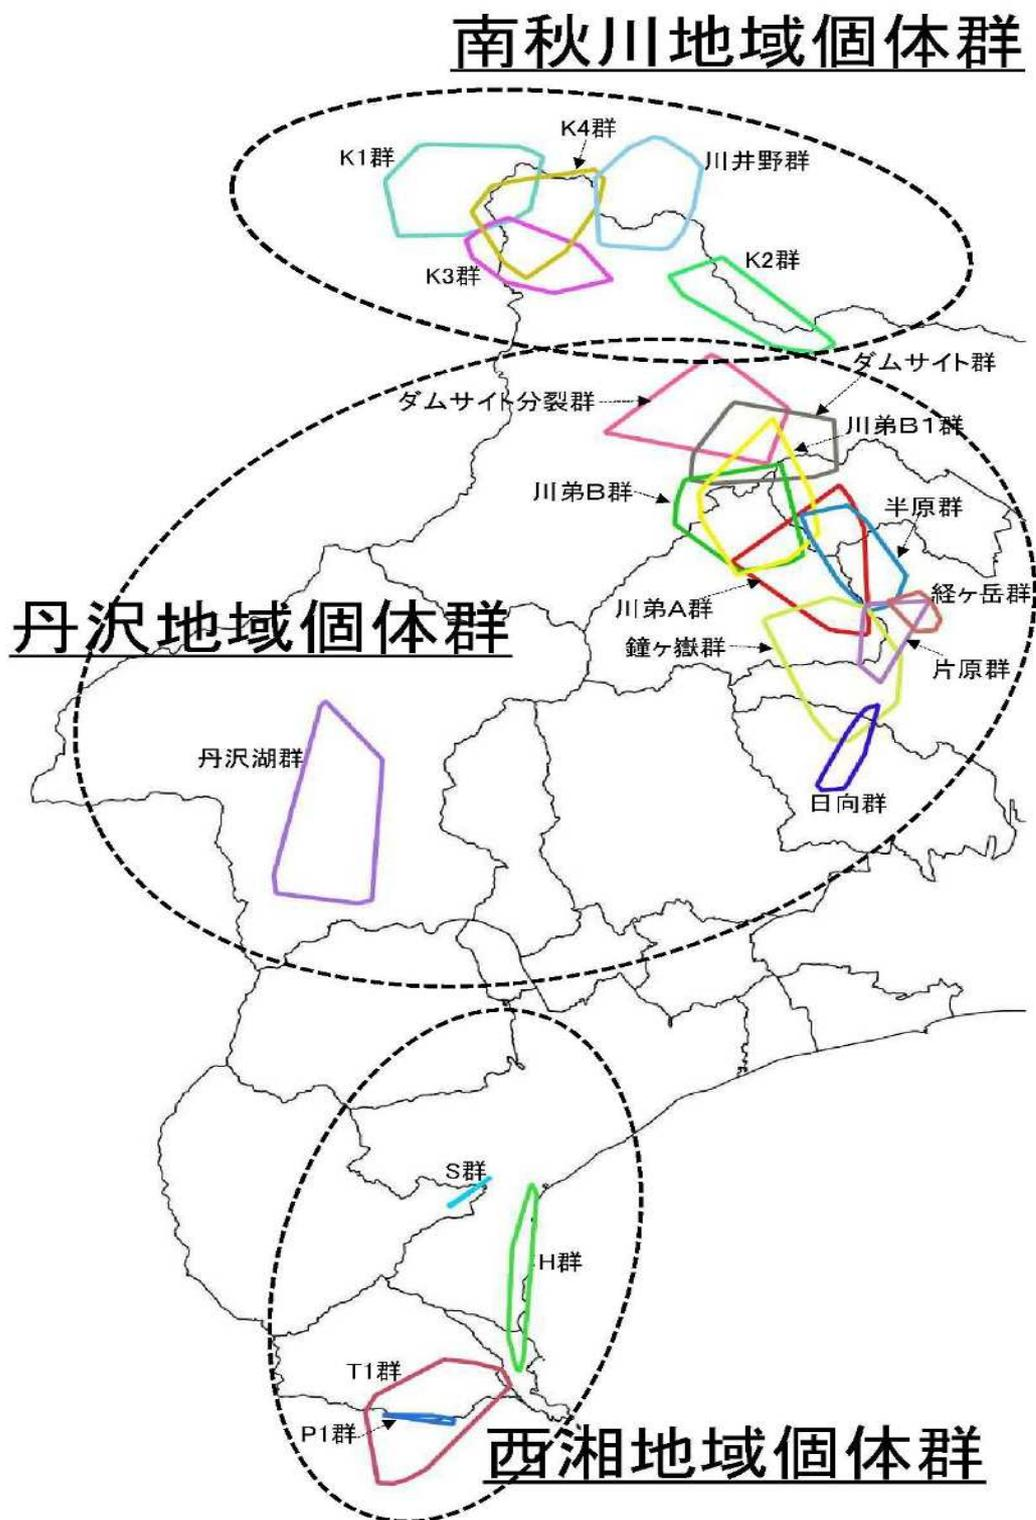 南秋川地域個体群
K4群
K1群
川井野群
K2群
K3群
ダムサイト群
ダムサイト分裂群
川弟B1群
川弟B群
半原群
経ヶ岳群
川弟A群
丹沢地域個体群
鐘ヶ嶽群
片原群
丹沢湖群
日向群
S群
H群
T1群
P1群
西湘地域個体群